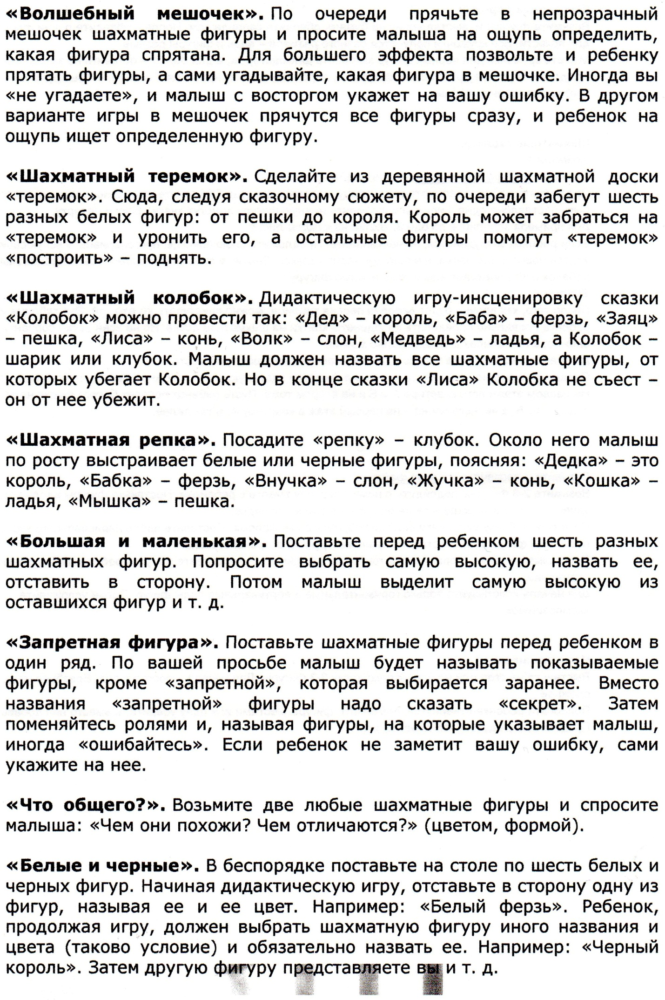 «Волшебный мешочек». По очереди прячьте в непрозрачный
мешочек шахматные фигуры и просите малыша на ощупь определить,
какая фигура спрятана. Для большего эффекта позвольте и ребенку
прятать фигуры, а сами угадывайте, какая фигура в мешочке. Иногда вы
«не угадаете», и малыш с восторгом укажет на вашу ошибку. В другом
варианте игры в мешочек прячутся все фигуры сразу, и ребенок на
ощупь ищет определенную фигуру.
«Шахматный теремок». Сделайте из деревянной шахматной доски
«теремок». Сюда, следуя сказочному сюжету, по очереди забегут шесть
разных белых фигур: от пешки до короля. Король может забраться на
«теремок» и уронить его, а остальные фигуры помогут «теремок»
«построить» – поднять.
«Шахматный колобок». Дидактическую игру-инсценировку сказки
«Колобок» можно провести так: «Дед» – король, «Баба» – ферзь, «Заяц»
– пешка, «Лиса» – конь, «Волк» – слон, «Медведь» – ладья, а Колобок –
шарик или клубок. Малыш должен назвать все шахматные фигуры, от
которых убегает Колобок. Но в конце сказки «Лиса» Колобка не съест –
он от нее убежит.
«Шахматная репка». Посадите «репку» – клубок. Около него малыш
по росту выстраивает белые или черные фигуры, поясняя: «Дедка» – это
король, «Бабка» – ферзь, «Внучка» – слон, «Жучка» – конь, «Кошка» –
ладья, «Мышка» – пешка.
«Большая и маленькая». Поставьте перед ребенком шесть разных
шахматных фигур. Попросите выбрать самую высокую, назвать ее,
отставить в сторону. Потом малыш выделит самую высокую из
оставшихся фигур и т. д.
«Запретная фигура». Поставьте шахматные фигуры перед ребенком в
один ряд. По вашей просьбе малыш будет называть показываемые
фигуры, кроме «запретной», которая выбирается заранее. Вместо
названия «запретной» фигуры надо сказать «секрет». Затем
поменяйтесь ролями и, называя фигуры, на которые указывает малыш,
иногда «ошибайтесь». Если ребенок не заметит вашу ошибку, сами
укажите на нее.
«Что общего?». Возьмите две любые шахматные фигуры и спросите
малыша: «Чем они похожи? Чем отличаются?» (цветом, формой).
«Белые и черные». В беспорядке поставьте на столе по шесть белых и
черных фигур. Начиная дидактическую игру, отставьте в сторону одну из
фигур, называя ее и ее цвет. Например: «Белый ферзь». Ребенок,
продолжая игру, должен выбрать шахматную фигуру иного названия и
цвета (таково условие) и обязательно назвать ее. Например: «Черный
король». Затем другую фигуру представляете вы и т. д.